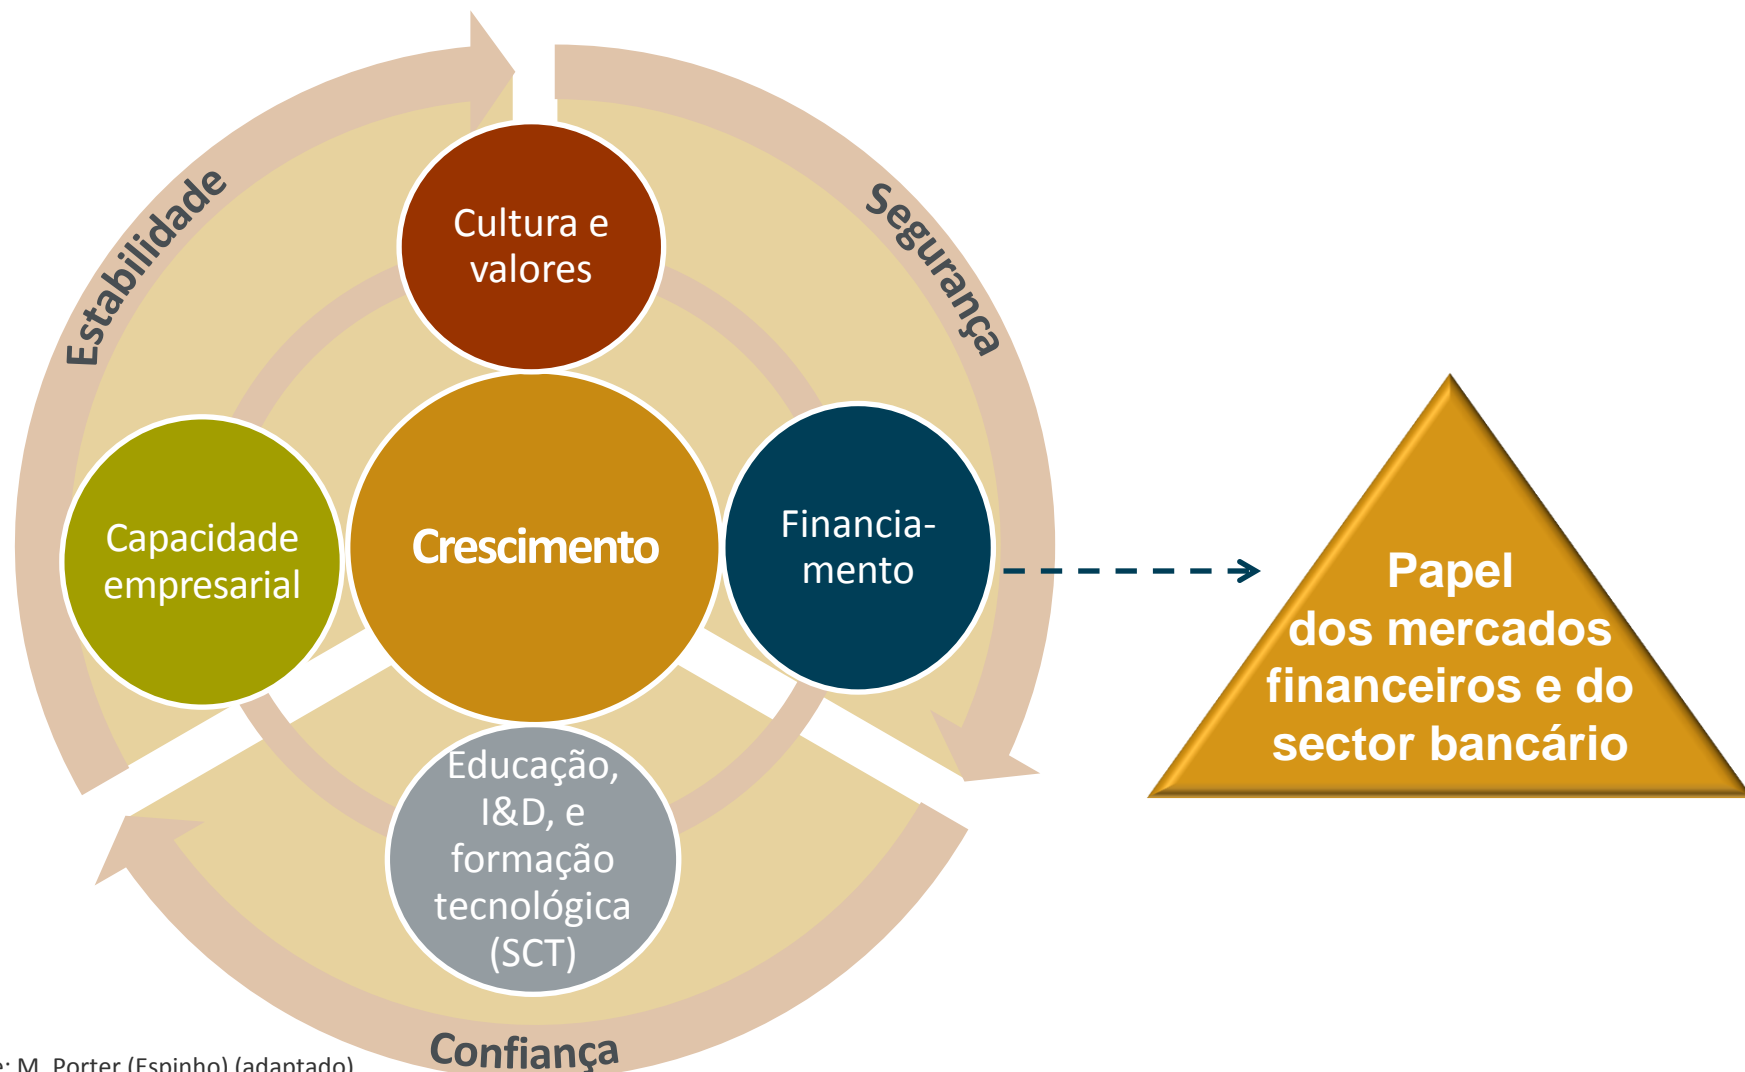 Estabilidade
Segurança
Cultura e
valores
Capacidade
empresarial
Crescimento
Financia-
mento
Educação,
I&D, e
formação
tecnológica
(SCT)
Confiança
Papel
dos mercados
financeiros e do
sector bancário
: M. Porter (Espinho) (adaptado)